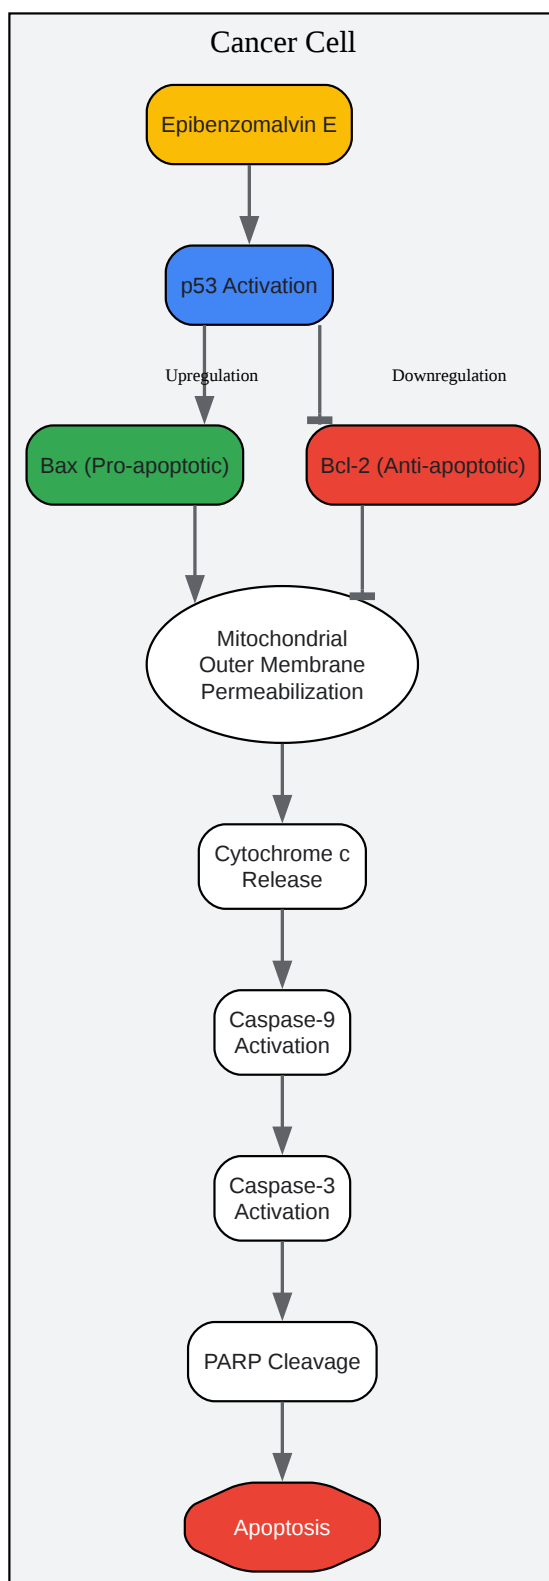 Cancer Cell
Epibenzomalvin E
p53 Activation
Upregulation
Downregulation
Bax (Pro-apoptotic)
Bcl-2 (Anti-apoptotic)
Mitochondrial
Outer Membrane
Permeabilization
Cytochrome c
Release
Caspase-9
Activation
Caspase-3
Activation
PARP Cleavage
Apoptosis